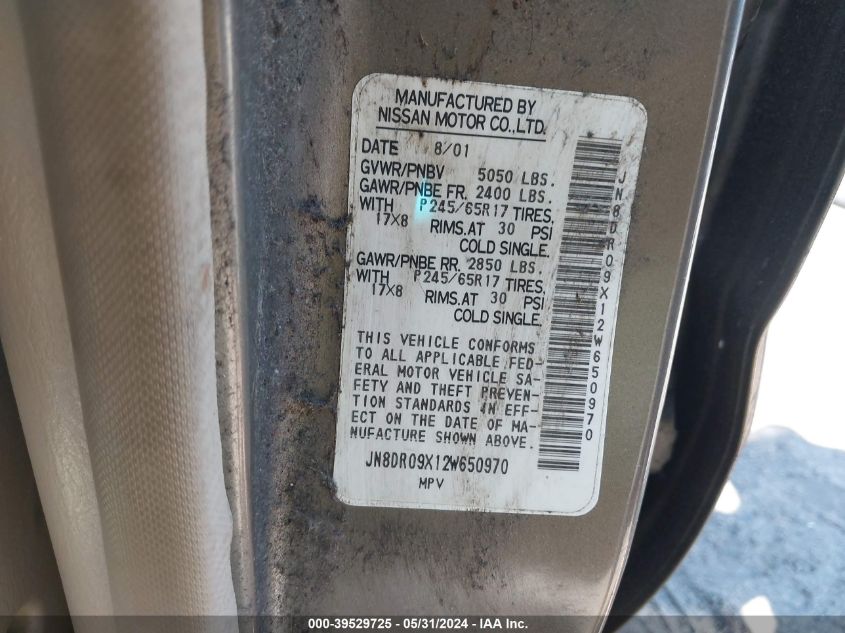 MANUFACTURED BY
NISSAN MOTOR CO.,LTD.
DATE 8/01
GVWR/PNBV 5050 LBS.
GAWR/PNBE FR. 2400 LBS.
WITH P245/65R17 TIRES,
17X8 RIMS.AT 30 PSI
COLD SINGLE.
GAWR/PNBE RR. 2850 LBS.
WITH P245/65R17 TIRES,
17X8 RIMS.AT 30 PSI
COLD SINGLE.
THIS VEHICLE CONFORMS
TO ALL APPLICABLE FED-
ERAL MOTOR VEHICLE SA-
FETY AND THEFT PREVEN-
TION STANDARDS IN EFF-
ECT ON THE DATE OF MA-
NUFACTURE SHOWN ABOVE.
JN8DR09X12W650970
MPV
JN8DR09X12W650970
000-39529725 - 05/31/2024 - IAA Inc.